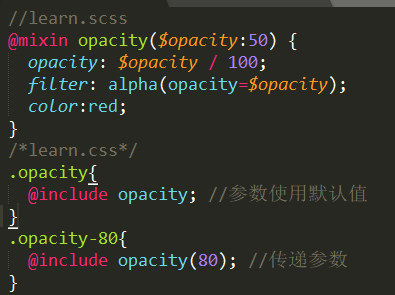 //learn.scss
@mixin opacity($opacity:50) {
  opacity: $opacity / 100;
  filter: alpha(opacity=$opacity);
  color:red;
}
/*learn.css*/
.opacity{
  @include opacity; //参数使用默认值
}
.opacity-80{
  @include opacity(80); //传递参数
}